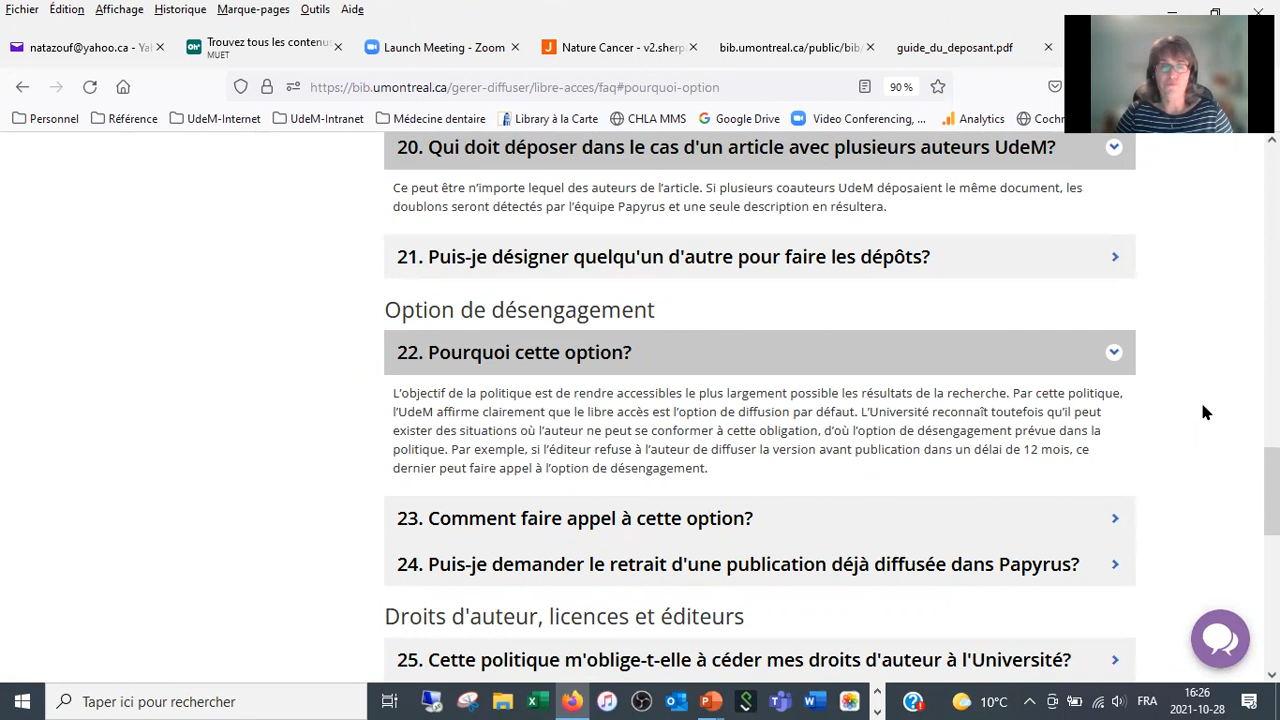 Fichier Édition Affichage Historique Marque-pages Outils Aide
natazouf@yahoo.ca - Ya
Trouvez tous les contenus
MUET
Launch Meeting - Zoom
Nature Cancer - v2.sherp
bib.umontreal.ca/public/bib/
guide_du_deposant.pdf
https://bib.umontreal.ca/gerer-diffuser/libre-acces/faq#pourquoi-option
90 %
Personnel Référence UdeM-Internet UdeM-Intranet Médecine dentaire Library à la Carte CHLA MMS Google Drive Video Conferencing, ... Analytics Cochr
20. Qui doit déposer dans le cas d'un article avec plusieurs auteurs UdeM?
Ce peut être n'importe lequel des auteurs de l'article. Si plusieurs coauteurs UdeM déposaient le même document, les
doublons seront détectés par l'équipe Papyrus et une seule description en résultera.
21. Puis-je désigner quelqu'un d'autre pour faire les dépôts?
Option de désengagement
22. Pourquoi cette option?
L'objectif de la politique est de rendre accessibles le plus largement possible les résultats de la recherche. Par cette politique,
l'UdeM affirme clairement que le libre accès est l'option de diffusion par défaut. L'Université reconnaît toutefois qu'il peut
exister des situations où l'auteur ne peut se conformer à cette obligation, d'où l'option de désengagement prévue dans la
politique. Par exemple, si l'éditeur refuse à l'auteur de diffuser la version avant publication dans un délai de 12 mois, ce
dernier peut faire appel à l'option de désengagement.
23. Comment faire appel à cette option?
24. Puis-je demander le retrait d'une publication déjà diffusée dans Papyrus?
Droits d'auteur, licences et éditeurs
25. Cette politique m'oblige-t-elle à céder mes droits d'auteur à l'Université?
Taper ici pour rechercher
10°C
FRA
16:26
2021-10-28